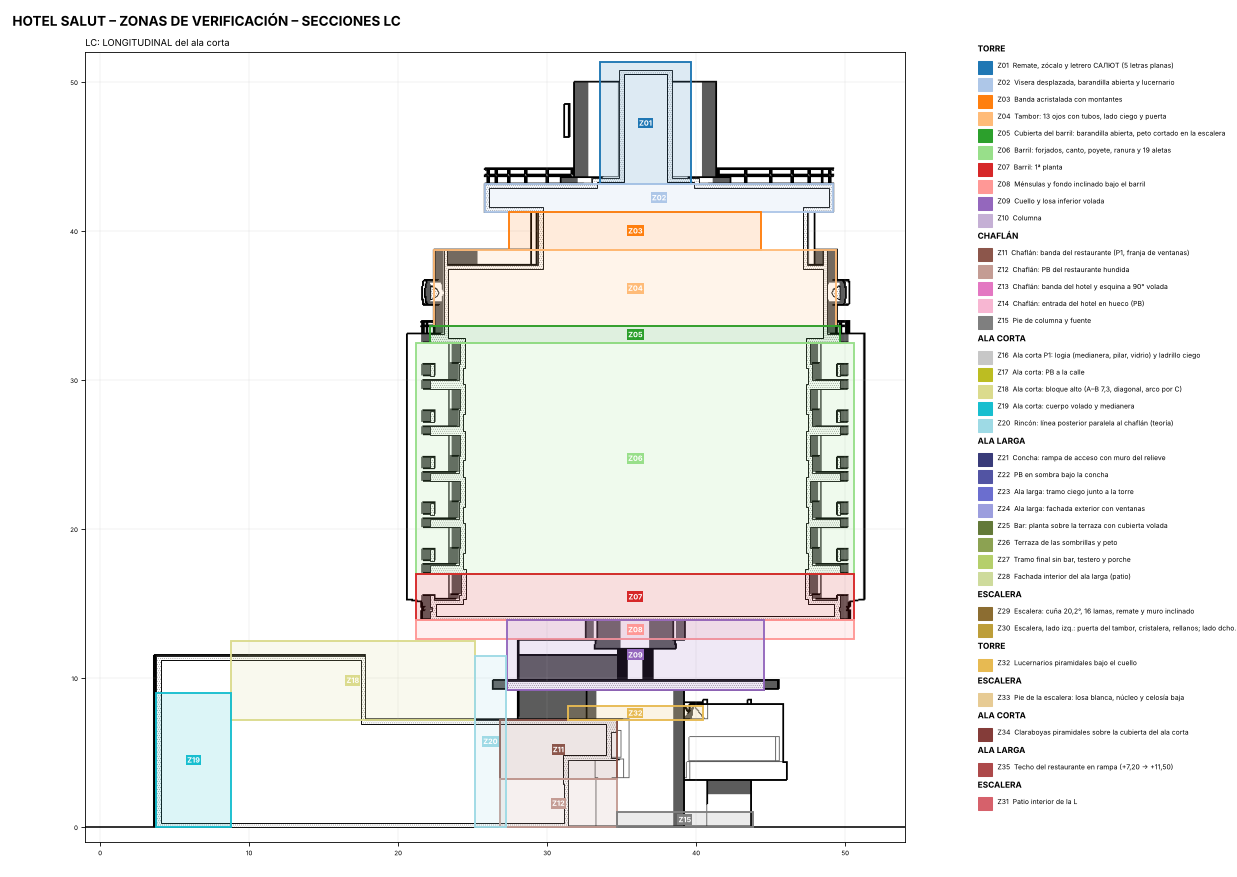 HOTEL SALUT – ZONAS DE VERIFICACIÓN – SECCIONES LC
LC: LONGITUDINAL del ala corta
50
40
30
20
10
0
0
10
20
30
40
50
Z01
Z02
Z03
Z04
Z05
Z06
Z07
Z08
Z09
Z18
Z32
Z20
Z11
Z19
Z12
Z15
TORRE
Z01 Remate, zócalo y letrero САЛЮТ (5 letras planas)
Z02 Visera desplazada, barandilla abierta y lucernario
Z03 Banda acristalada con montantes
Z04 Tambor: 13 ojos con tubos, lado ciego y puerta
Z05 Cubierta del barril: barandilla abierta, peto cortado en la escalera
Z06 Barril: forjados, canto, poyete, ranura y 19 aletas
Z07 Barril: 1ª planta
Z08 Ménsulas y fondo inclinado bajo el barril
Z09 Cuello y losa inferior volada
Z10 Columna
CHAFLÁN
Z11 Chaflán: banda del restaurante (P1, franja de ventanas)
Z12 Chaflán: PB del restaurante hundida
Z13 Chaflán: banda del hotel y esquina a 90° volada
Z14 Chaflán: entrada del hotel en hueco (PB)
Z15 Pie de columna y fuente
ALA CORTA
Z16 Ala corta P1: logia (medianera, pilar, vidrio) y ladrillo ciego
Z17 Ala corta: PB a la calle
Z18 Ala corta: bloque alto (A–B 7,3, diagonal, arco por C)
Z19 Ala corta: cuerpo volado y medianera
Z20 Rincón: línea posterior paralela al chaflán (teoría)
ALA LARGA
Z21 Concha: rampa de acceso con muro del relieve
Z22 PB en sombra bajo la concha
Z23 Ala larga: tramo ciego junto a la torre
Z24 Ala larga: fachada exterior con ventanas
Z25 Bar: planta sobre la terraza con cubierta volada
Z26 Terraza de las sombrillas y peto
Z27 Tramo final sin bar, testero y porche
Z28 Fachada interior del ala larga (patio)
ESCALERA
Z29 Escalera: cuña 20,2°, 16 lamas, remate y muro inclinado
Z30 Escalera, lado izq.: puerta del tambor, cristalera, rellanos; lado dcho.
TORRE
Z32 Lucernarios piramidales bajo el cuello
ESCALERA
Z33 Pie de la escalera: losa blanca, núcleo y celosía baja
ALA CORTA
Z34 Claraboyas piramidales sobre la cubierta del ala corta
ALA LARGA
Z35 Techo del restaurante en rampa (+7,20 → +11,50)
ESCALERA
Z31 Patio interior de la L